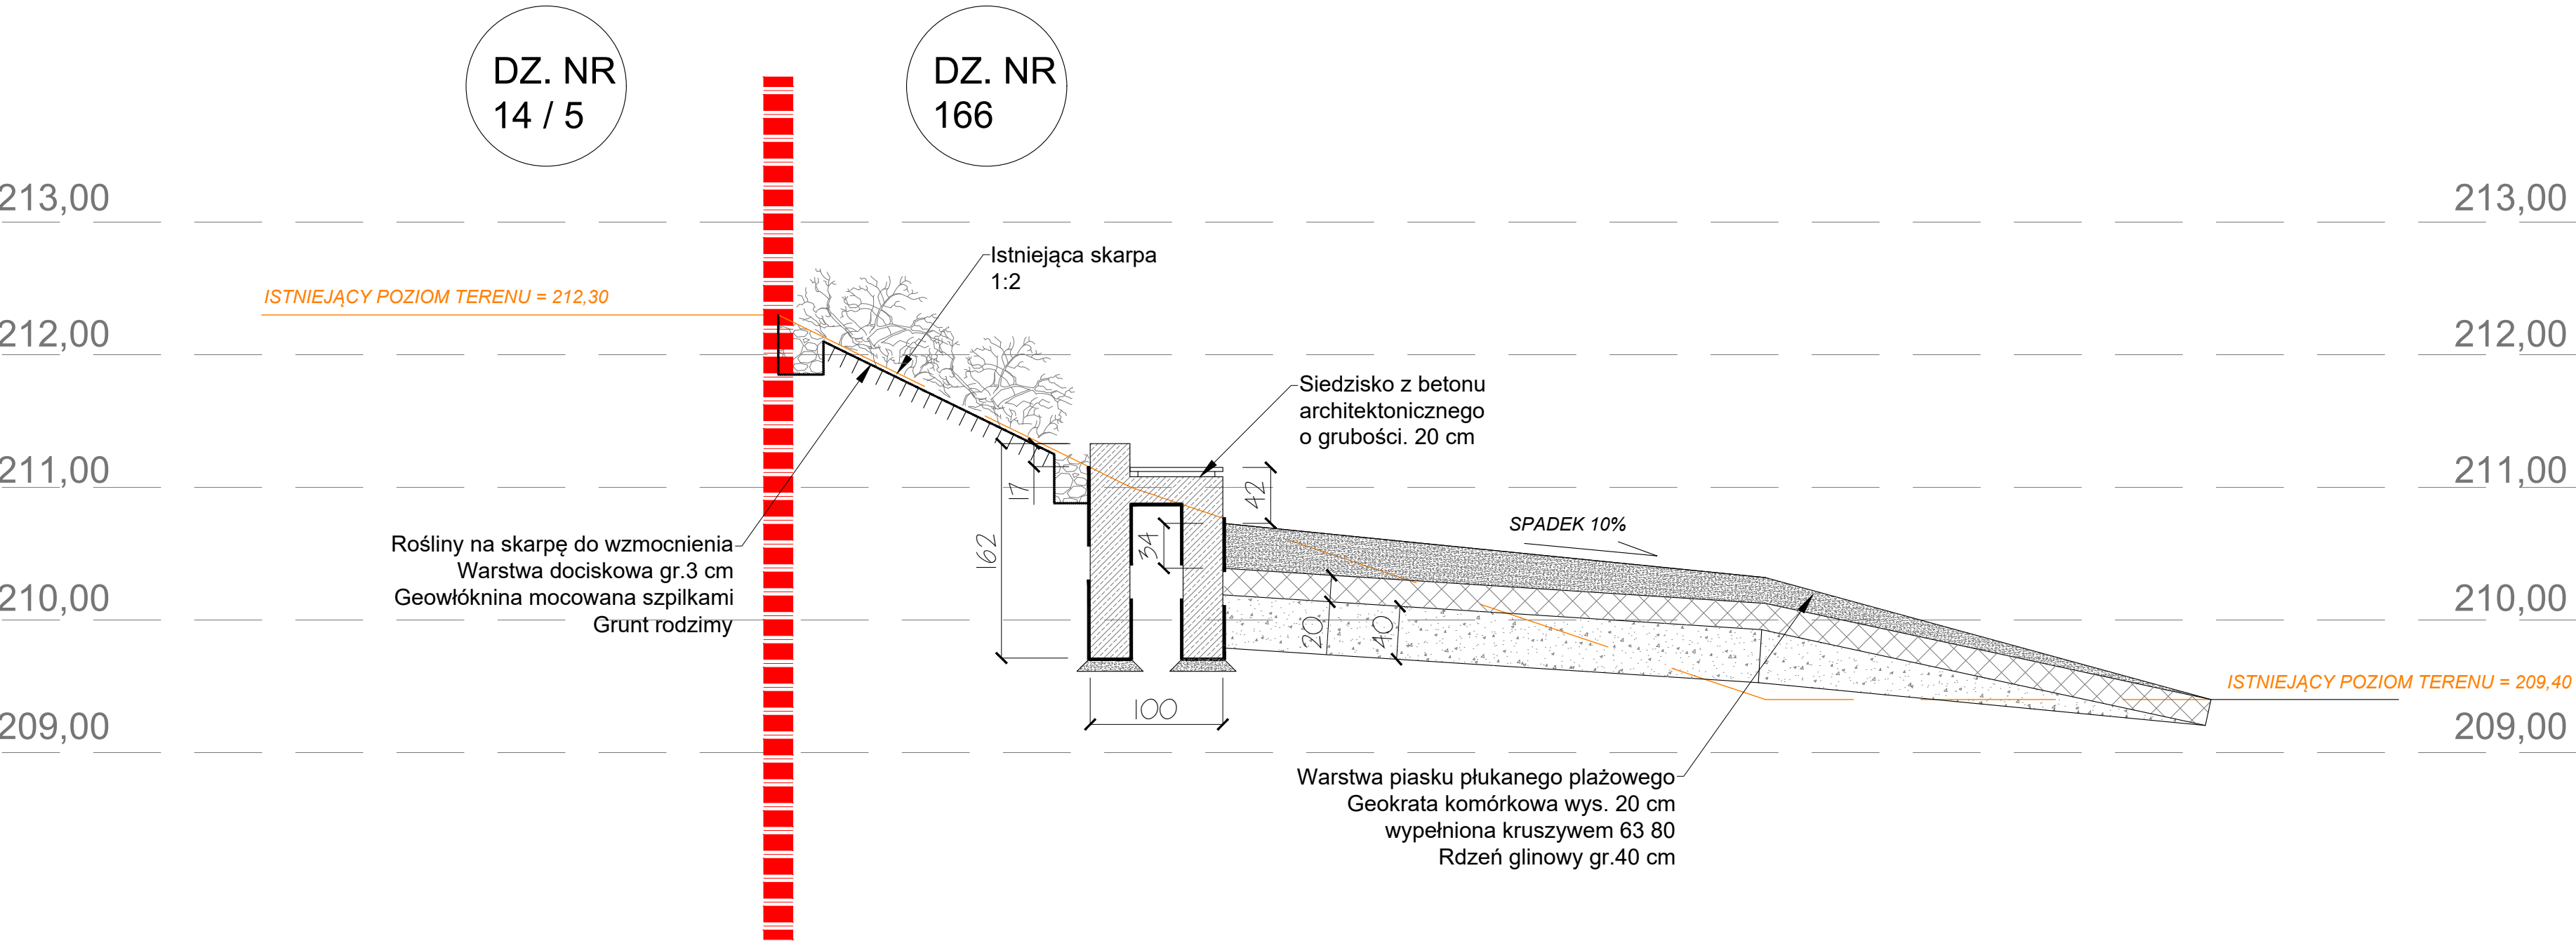 DZ. NR
14 / 5
DZ. NR
166
213,00
213,00
Istniejąca skarpa
1:2
ISTNIEJĄCY POZIOM TERENU = 212,30
212,00
212,00
Siedzisko z betonu
architektonicznego
o grubości. 20 cm
211,00
211,00
17
42
SPADEK 10%
162
34
Rośliny na skarpę do wzmocnienia
Warstwa dociskowa gr.3 cm
Geowłóknina mocowana szpilkami
Grunt rodzimy
210,00
210,00
20
40
ISTNIEJĄCY POZIOM TERENU = 209,40
100
209,00
209,00
Warstwa piasku płukanego plażowego
Geokrata komórkowa wys. 20 cm
wypełniona kruszywem 63 80
Rdzeń glinowy gr.40 cm